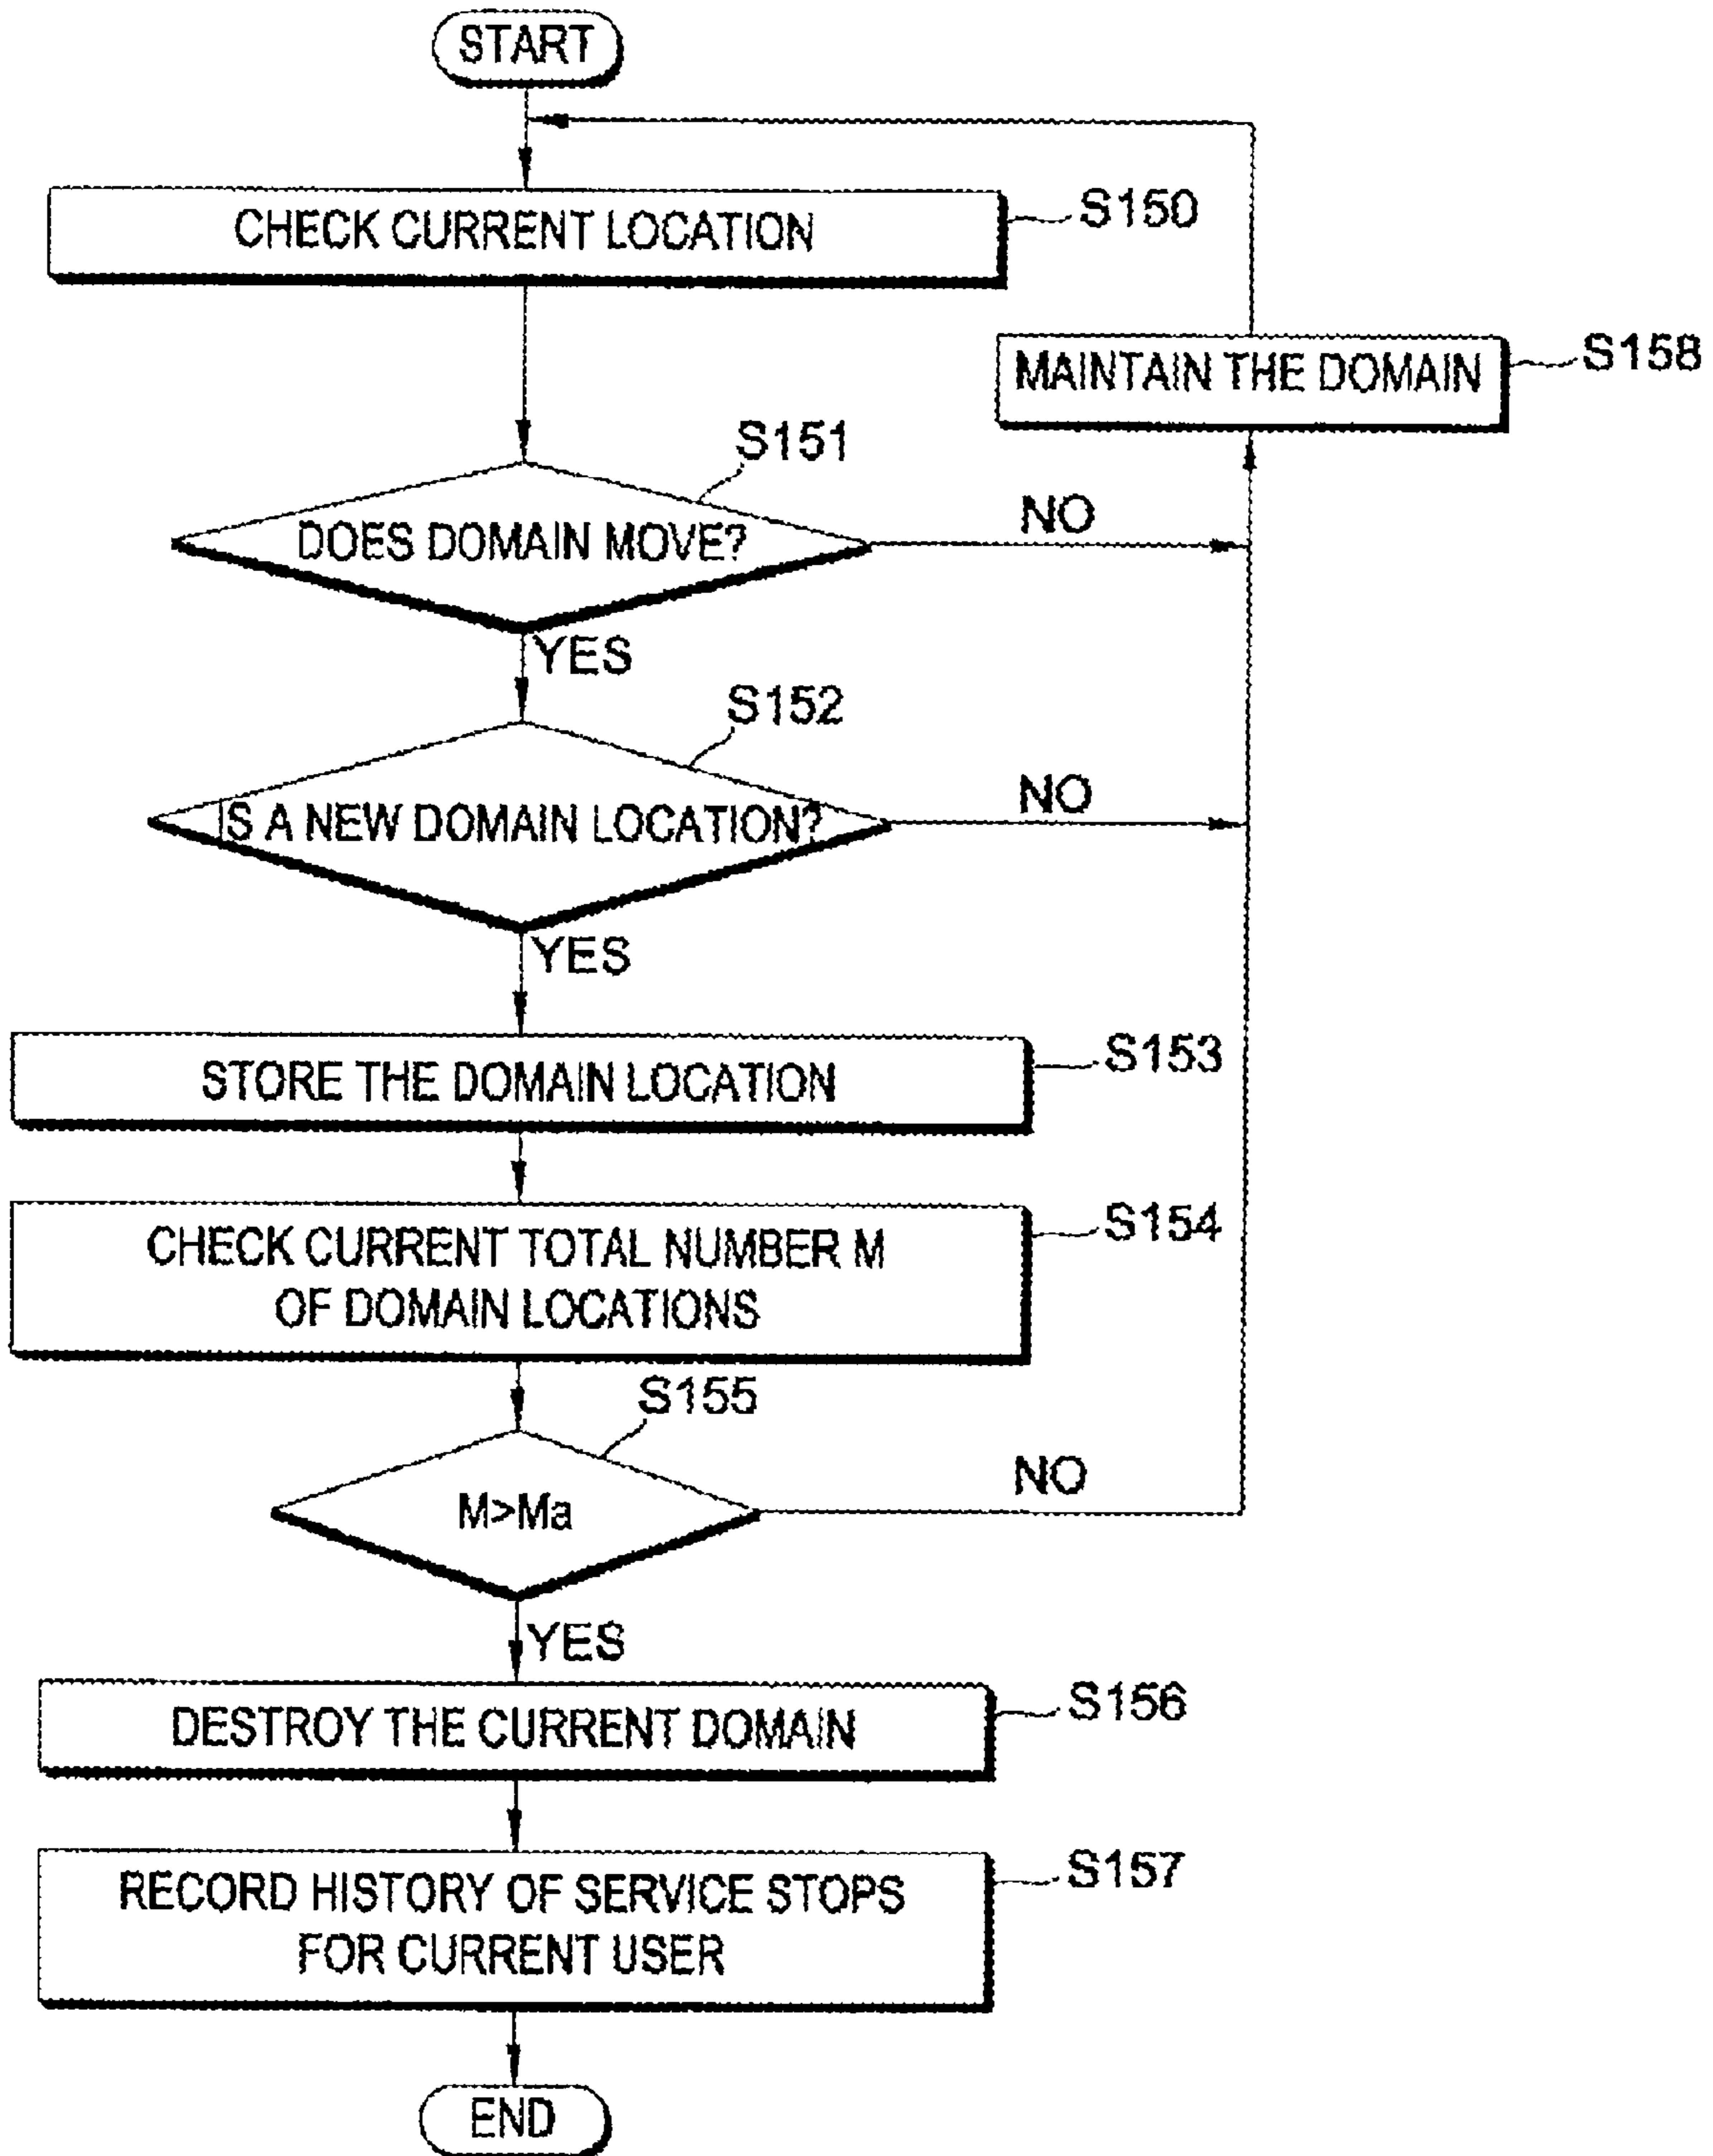 START
CHECK CURRENT LOCATION
S150
MAINTAIN THE DOMAIN
S158
S151
DOES DOMAIN MOVE?
NO
YES
S152
IS A NEW DOMAIN LOCATION?
NO
YES
STORE THE DOMAIN LOCATION
S153
CHECK CURRENT TOTAL NUMBER M
OF DOMAIN LOCATIONS
S154
S155
M>Ma
NO
YES
DESTROY THE CURRENT DOMAIN
S156
RECORD HISTORY OF SERVICE STOPS
FOR CURRENT USER
S157
END